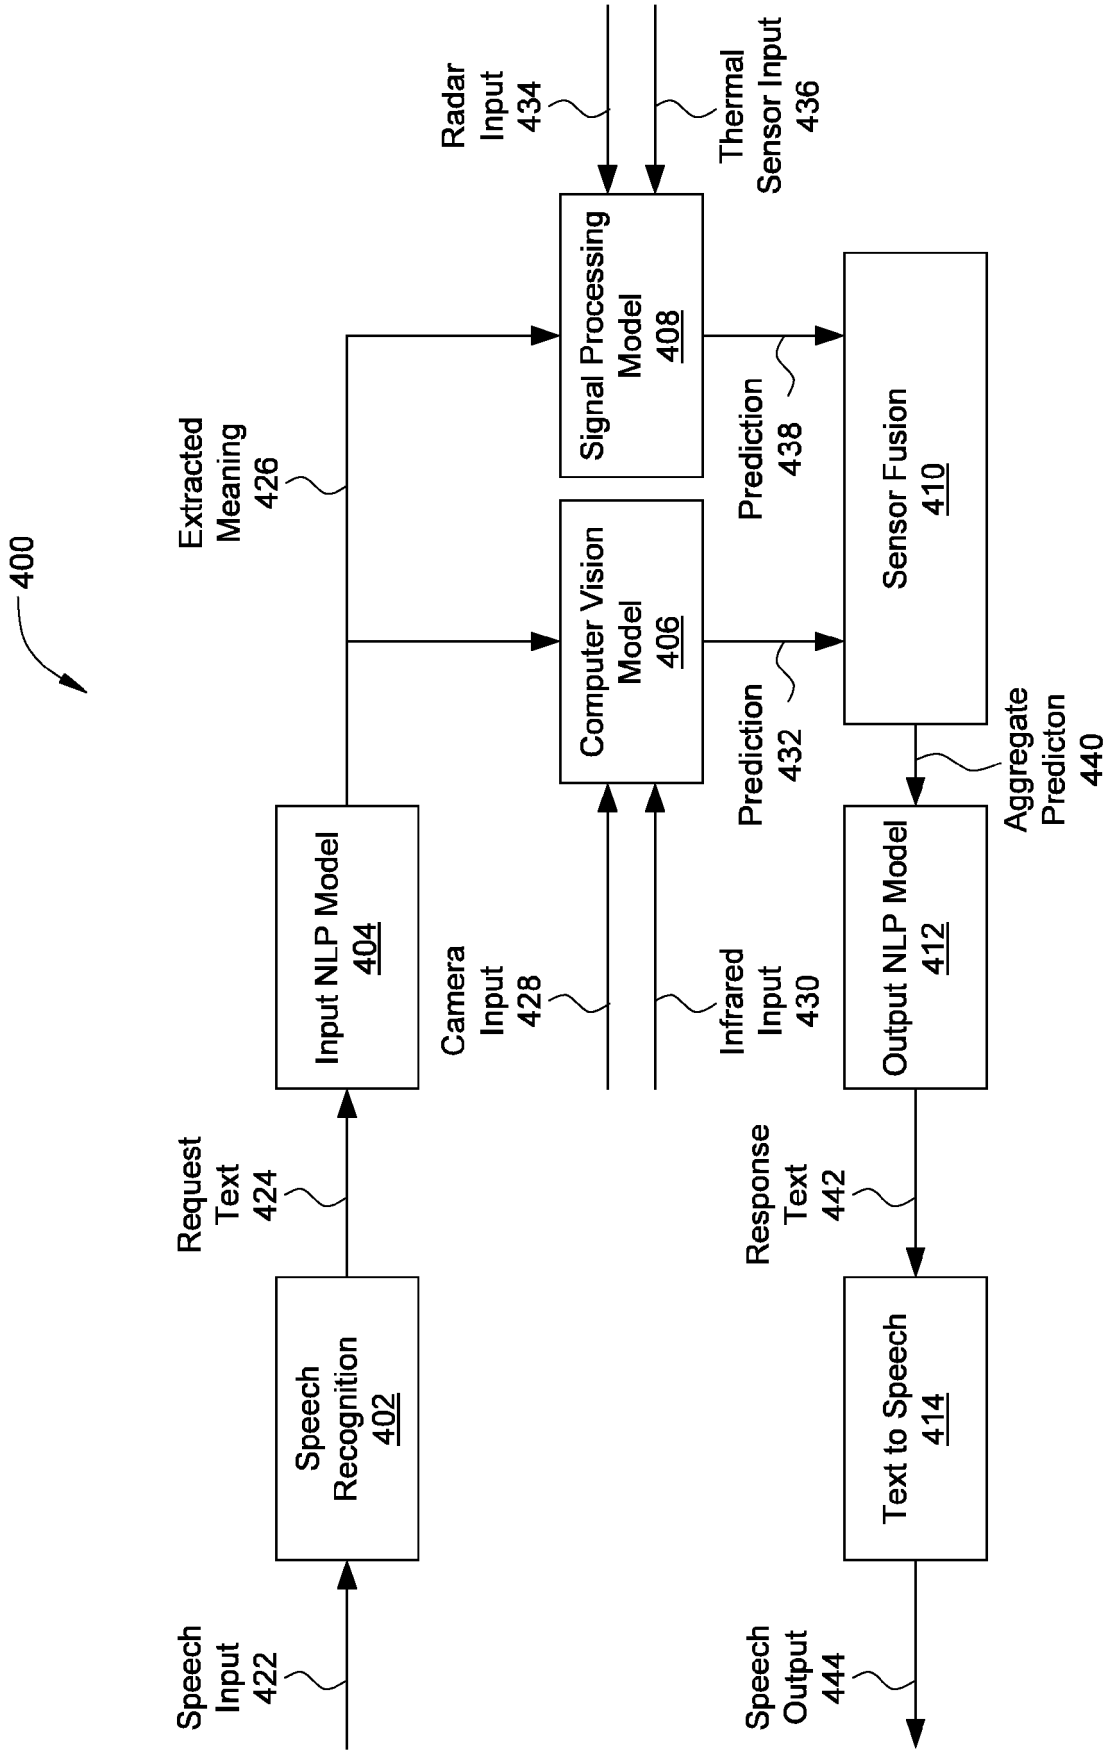 400
Speech
Input
422
Speech
Recognition
402
Request
Text
424
Input NLP Model
404
Extracted
Meaning
426
Camera
Input
428
Infrared
Input
430
Computer Vision
Model
406
Signal Processing
Model
408
Radar
Input
434
Thermal
Sensor Input
436
Prediction
432
Prediction
438
Sensor Fusion
410
Aggregate
Predicton
440
Output NLP Model
412
Response
Text
442
Text to Speech
414
Speech
Output
444